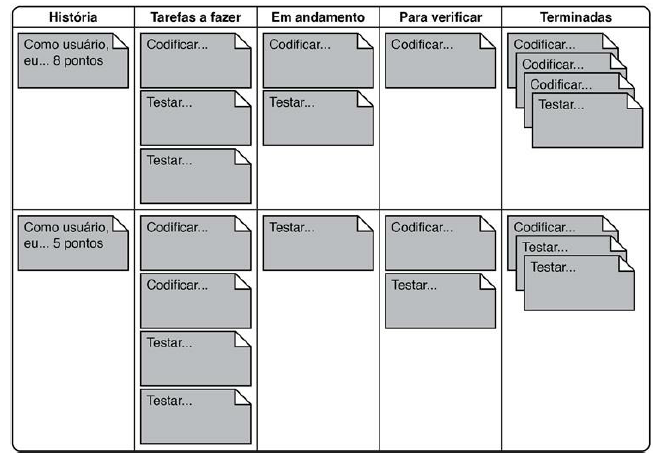 História
Tarefas a fazer
Em andamento
Para verificar
Terminadas
Como usuário,
eu... 8 pontos
Codificar...
Testar...
Testar...
Codificar...
Testar...
Codificar...
Codificar...
Codificar...
Codificar...
Testar...
Como usuário,
eu... 5 pontos
Codificar...
Codificar...
Testar...
Testar...
Testar...
Codificar...
Testar...
Codificar...
Testar...
Testar...